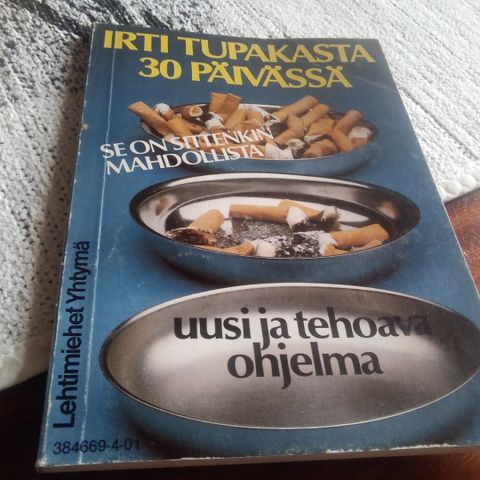 IRTI TUPAKASTA
30 PÄIVÄSSÄ
SE ON SITTENKIN
MAHDOLLISTA
uusi ja tehoava
ohjelma
Lehtimiehet Yhtymä
384669-4-01